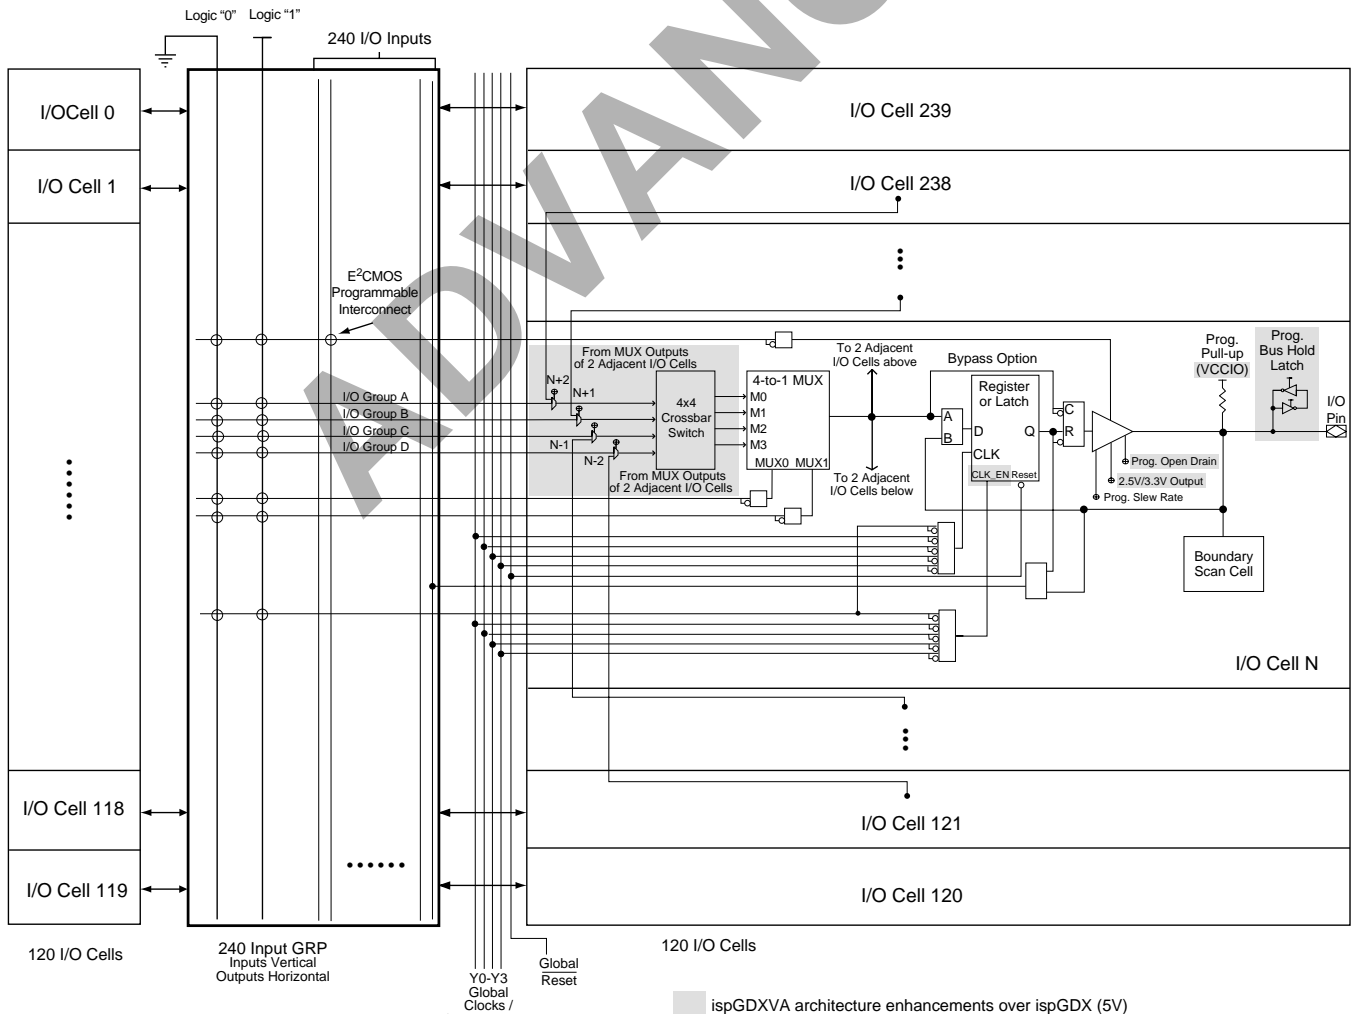 Logic “0” Logic “1”
240 I/O Inputs
I/OCell 0
I/O Cell 239
I/O Cell 1
I/O Cell 238
E2CMOS
Programmable
Interconnect
From MUX Outputs
of 2 Adjacent I/O Cells
N+2
N+1
I/O Group A
I/O Group B
I/O Group C
I/O Group D
N-1
N-2
4x4
Crossbar
Switch
From MUX Outputs
of 2 Adjacent I/O Cells
4-to-1 MUX
M0
M1
M2
M3
MUX0 MUX1
To 2 Adjacent
I/O Cells above
To 2 Adjacent
I/O Cells below
Bypass Option
A
B
Register
or Latch
D
Q
CLK
CLK_EN Reset
C
R
Prog. Open Drain
2.5V/3.3V Output
Prog. Slew Rate
Prog.
Pull-up
(VCCIO)
Prog.
Bus Hold
Latch
I/O
Pin
Boundary
Scan Cell
I/O Cell N
I/O Cell 118
I/O Cell 121
I/O Cell 119
I/O Cell 120
120 I/O Cells
240 Input GRP
Inputs Vertical
Outputs Horizontal
Y0-Y3
Global
Clocks /
Global
Reset
120 I/O Cells
ispGDXVA architecture enhancements over ispGDX (5V)
ADVANC